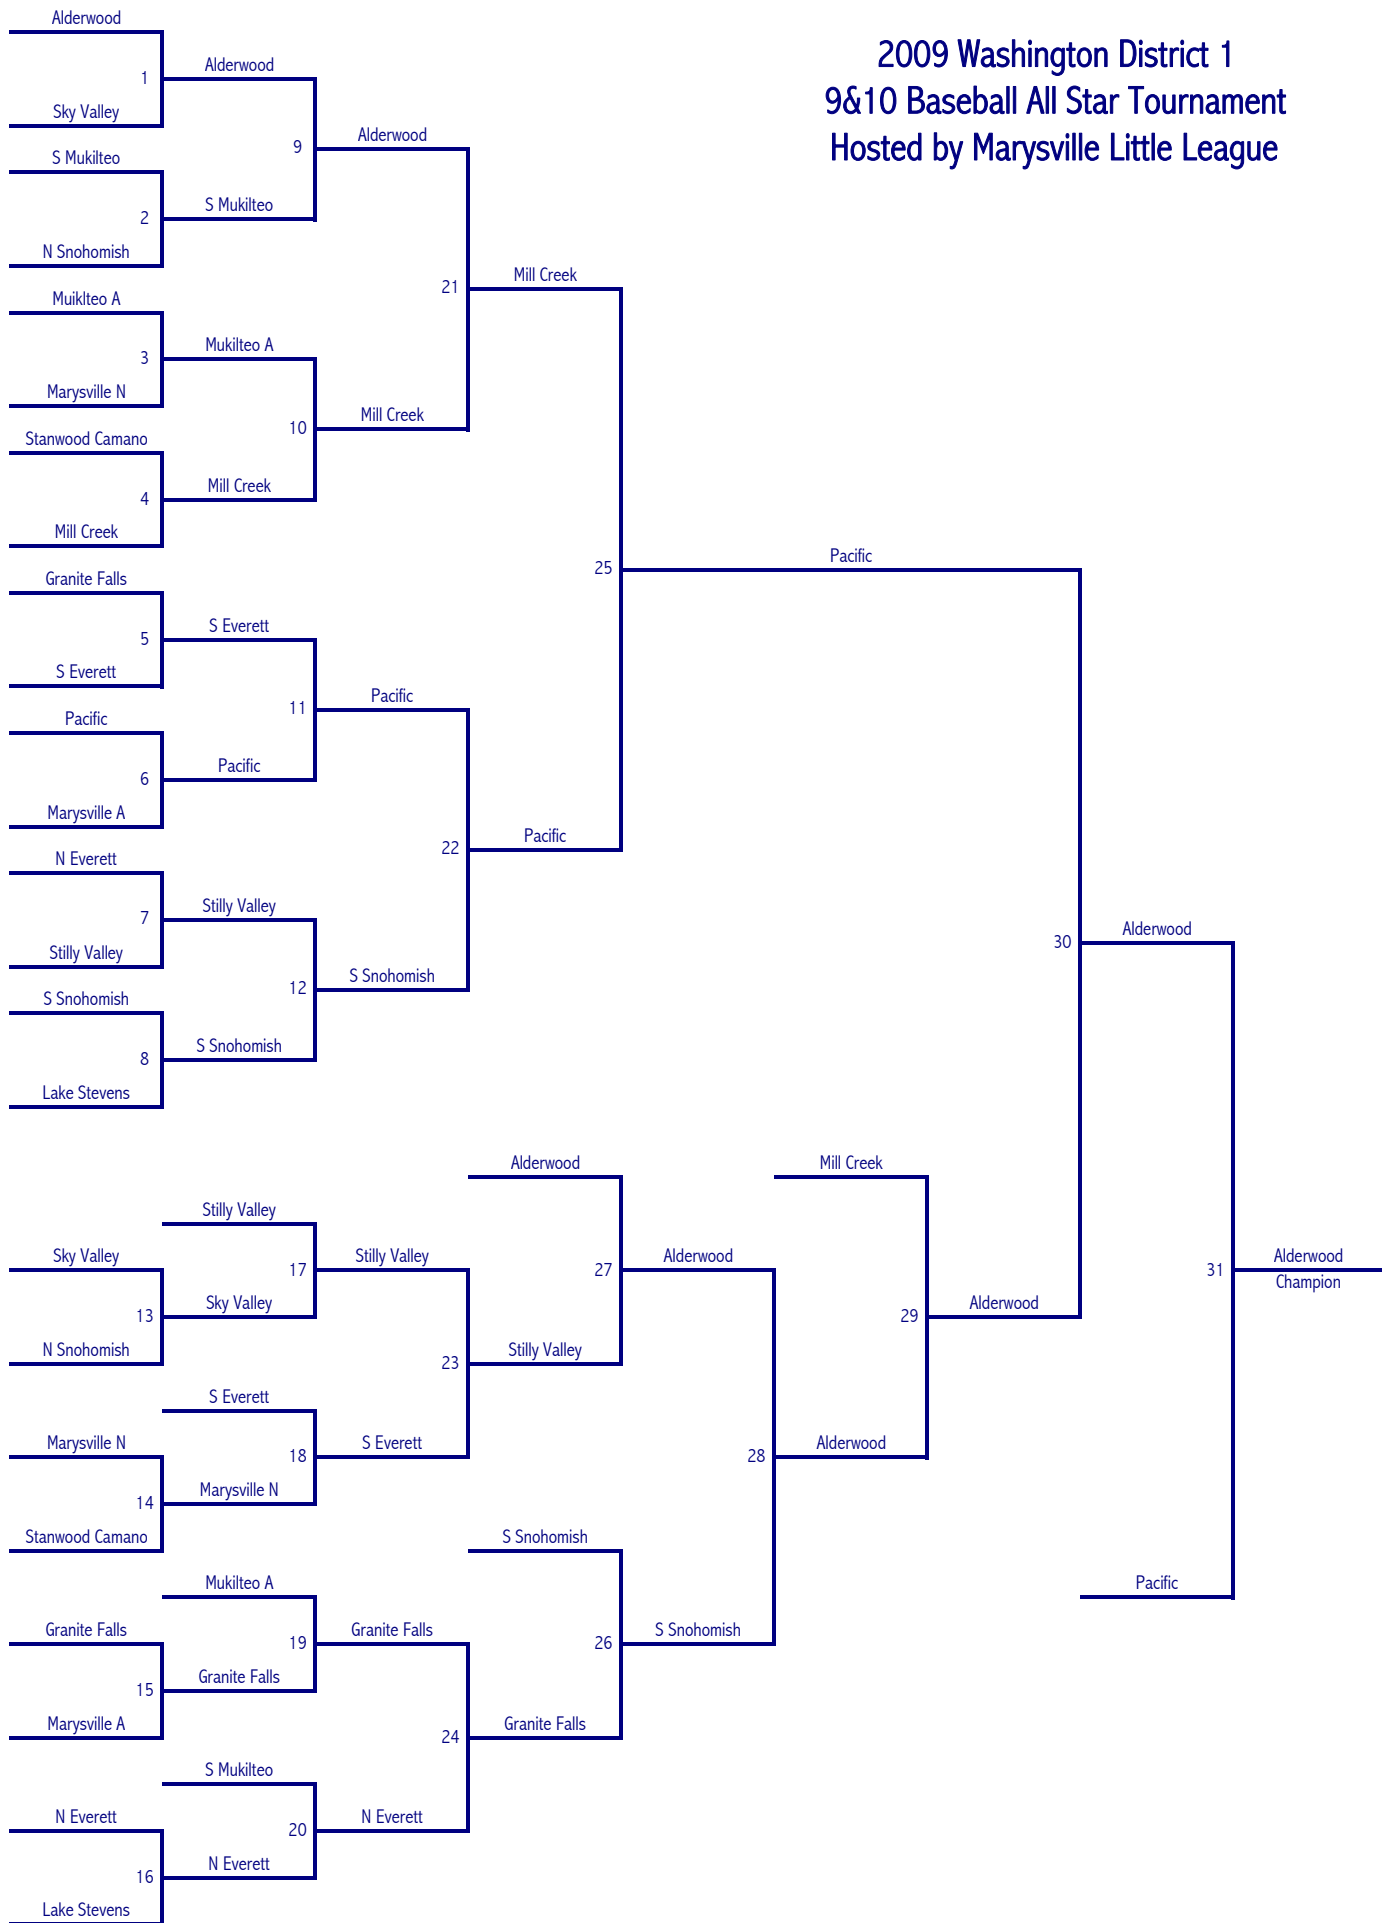 2009 Washington District 1
9&10 Baseball All Star Tournament
Hosted by Marysville Little League
Alderwood
1
Alderwood
Sky Valley
9
Alderwood
S Mukilteo
2
S Mukilteo
N Snohomish
21
Mill Creek
Muiklteo A
3
Mukilteo A
Marysville N
10
Mill Creek
Stanwood Camano
4
Mill Creek
Mill Creek
25
Pacific
Granite Falls
5
S Everett
S Everett
11
Pacific
Pacific
6
Pacific
Marysville A
22
Pacific
N Everett
7
Stilly Valley
Stilly Valley
12
S Snohomish
S Snohomish
8
S Snohomish
Lake Stevens
30
Alderwood
Alderwood
Mill Creek
Stilly Valley
Sky Valley
17
Stilly Valley
27
Alderwood
31
Alderwood
Champion
13
Sky Valley
29
Alderwood
N Snohomish
23
Stilly Valley
S Everett
Marysville N
18
S Everett
28
Alderwood
14
Marysville N
Stanwood Camano
S Snohomish
Mukilteo A
Pacific
Granite Falls
19
Granite Falls
26
S Snohomish
15
Granite Falls
Marysville A
24
Granite Falls
S Mukilteo
N Everett
20
N Everett
16
N Everett
Lake Stevens